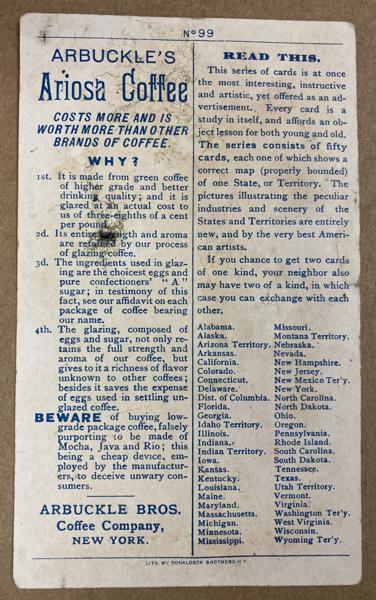 Nº 99
ARBUCKLE'S
Ariosa Coffee
COSTS MORE AND IS
WORTH MORE THAN OTHER
BRANDS OF COFFEE.
WHY?
1st. It is made from green coffee
of higher grade and better
drinking quality; and it is
glazed at an actual cost to
us of three-eighths of a cent
per pound.
2d. Its entire strength and aroma
are retained by our process
of glazing coffee.
3d. The ingredients used in glaz-
ing are the choicest eggs and
pure confectioners' "A"
sugar; in testimony of this
fact, see our affidavit on each
package of coffee bearing
our name.
4th. The glazing, composed of
eggs and sugar, not only re-
tains the full strength and
aroma of our coffee, but
gives to it a richness of flavor
unknown to other coffees;
besides it saves the expense
of eggs used in settling un-
glazed coffee.
BEWARE of buying low-
grade package coffee, falsely
purporting to be made of
Mocha, Java and Rio; this
being a cheap device, em-
ployed by the manufactur-
ers, to deceive unwary con-
sumers.
ARBUCKLE BROS.
Coffee Company,
NEW YORK.
READ THIS.
This series of cards is at once
the most interesting, instructive
and artistic, yet offered as an ad-
vertisement. Every card is a
study in itself, and affords an ob-
ject lesson for both young and old.
The series consists of fifty
cards, each one of which shows a
correct map (properly bounded)
of one State, or Territory. The
pictures illustrating the peculiar
industries and scenery of the
States and Territories are entirely
new, and by the very best Ameri-
can artists.
If you chance to get two cards
of one kind, your neighbor also
may have two of a kind, in which
case you can exchange with each
other.
Alabama. Missouri.
Alaska. Montana Territory.
Arizona Territory. Nebraska.
Arkansas. Nevada.
California. New Hampshire.
Colorado. New Jersey.
Connecticut. New Mexico Ter'y.
Delaware. New York.
Dist. of Columbia. North Carolina.
Florida. North Dakota.
Georgia. Ohio.
Idaho Territory. Oregon.
Illinois. Pennsylvania.
Indiana. Rhode Island.
Indian Territory. South Carolina.
Iowa. South Dakota.
Kansas. Tennessee.
Kentucky. Texas.
Louisiana. Utah Territory.
Maine. Vermont.
Maryland. Virginia.
Massachusetts. Washington Ter'y.
Michigan. West Virginia.
Minnesota. Wisconsin.
Mississippi. Wyoming Ter'y.
LITH. BY DONALDSON BROTHERS, N.Y.